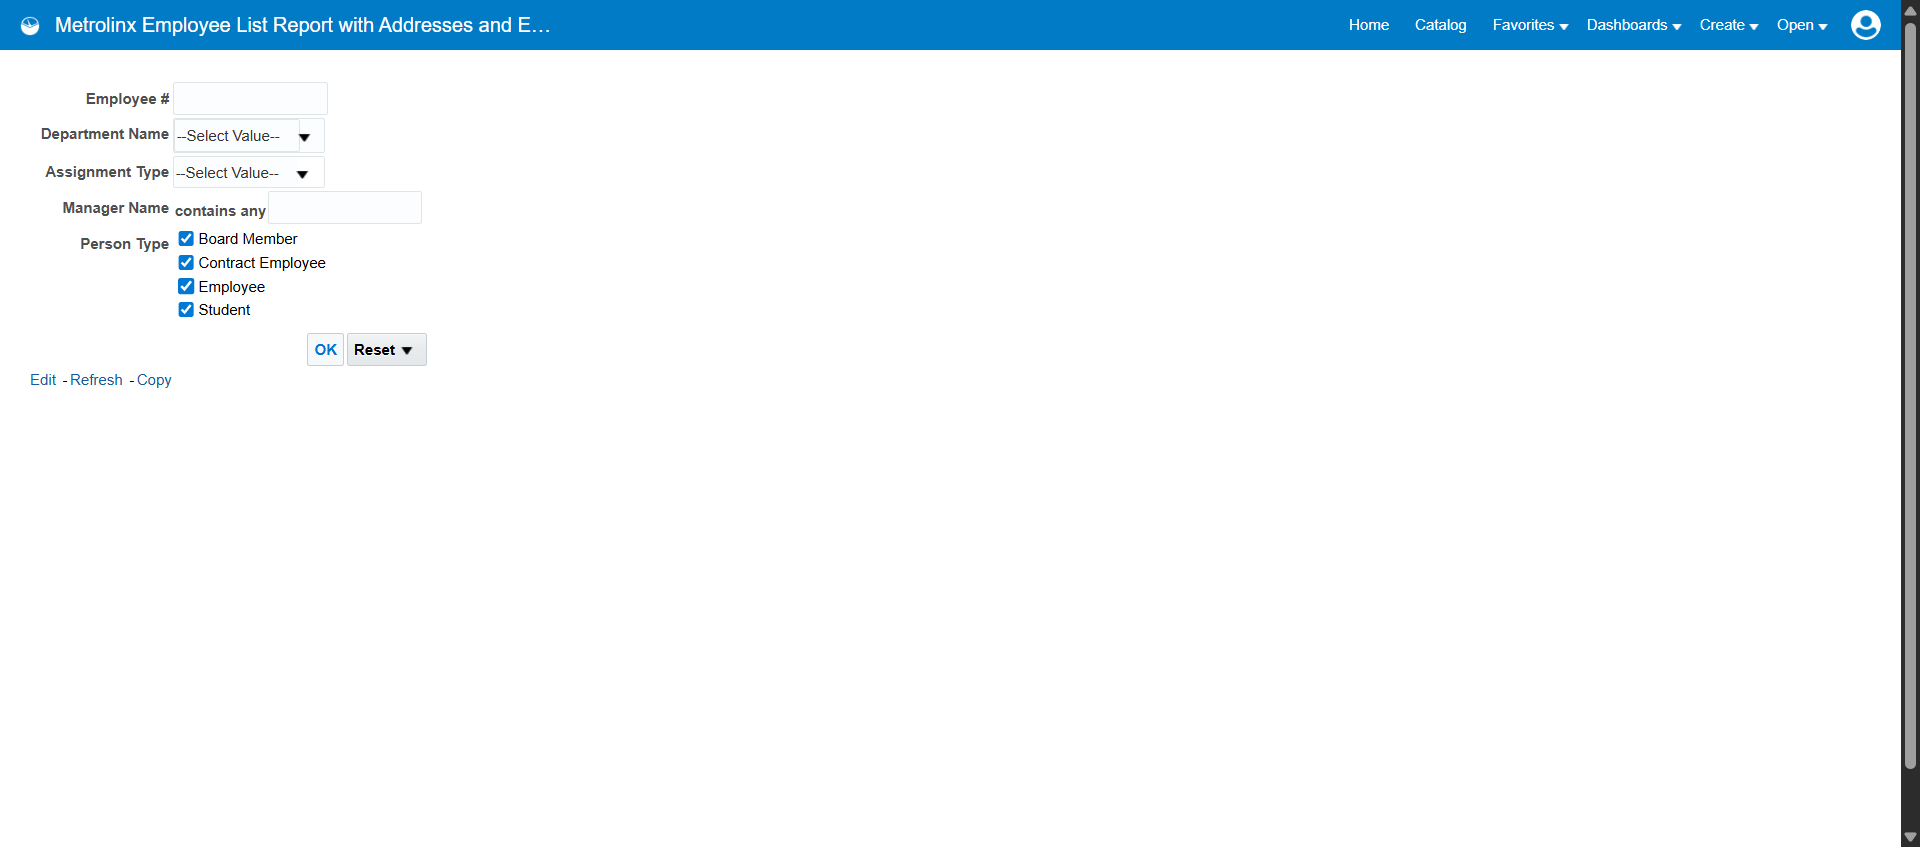 Metrolinx Employee List Report with Addresses and E...
Home Catalog Favorites Dashboards Create Open
Employee #
Department Name --Select Value--
Assignment Type --Select Value--
Manager Name contains any
Person Type
Board Member
Contract Employee
Employee
Student
OK Reset
Edit - Refresh - Copy